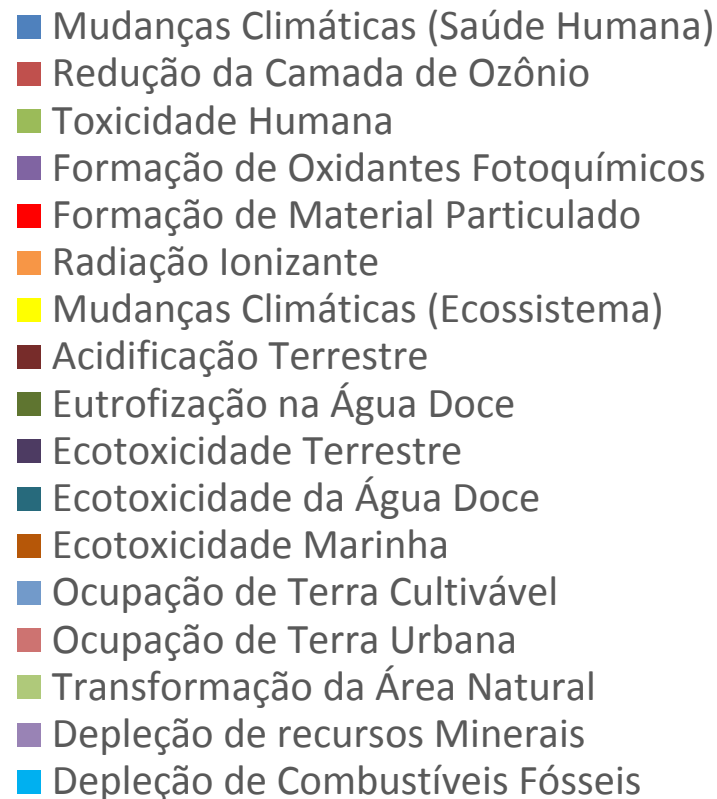 Mudanças Climáticas (Saúde Humana)
Redução da Camada de Ozônio
Toxicidade Humana
Formação de Oxidantes Fotoquímicos
Formação de Material Particulado
Radiação Ionizante
Mudanças Climáticas (Ecossistema)
Acidificação Terrestre
Eutrofização na Água Doce
Ecotoxicidade Terrestre
Ecotoxicidade da Água Doce
Ecotoxicidade Marinha
Ocupação de Terra Cultivável
Ocupação de Terra Urbana
Transformação da Área Natural
Depleção de recursos Minerais
Depleção de Combustíveis Fósseis